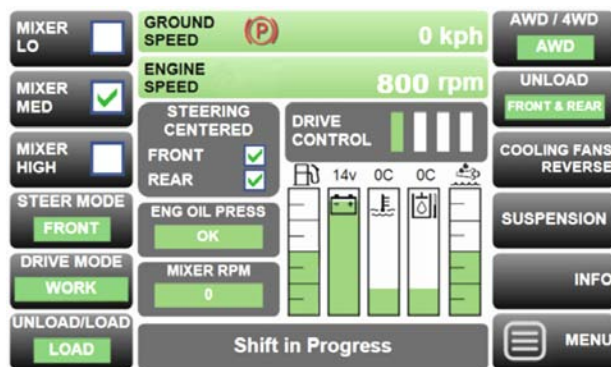 MIXER
LO
MIXER
MED
MIXER
HIGH
STEER MODE
FRONT
DRIVE MODE
WORK
UNLOAD/LOAD
LOAD
GROUND
SPEED
P
0 kph
ENGINE
SPEED
800 rpm
STEERING
CENTERED
FRONT
REAR
DRIVE
CONTROL
ENG OIL PRESS
OK
MIXER RPM
0
14v
0C
0C
Shift in Progress
AWD / 4WD
AWD
UNLOAD
FRONT & REAR
COOLING FANS
REVERSE
SUSPENSION
INFO
MENU